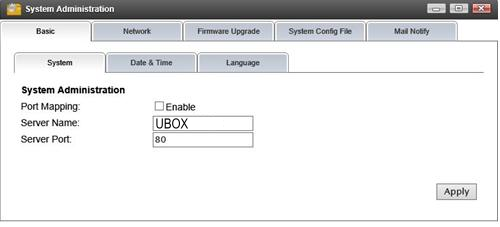 System Administration
Basic Network Firmware Upgrade System Config File Mail Notify
System Date & Time Language
System Administration
Port Mapping: Enable
Server Name: UBOX
Server Port: 80
Apply